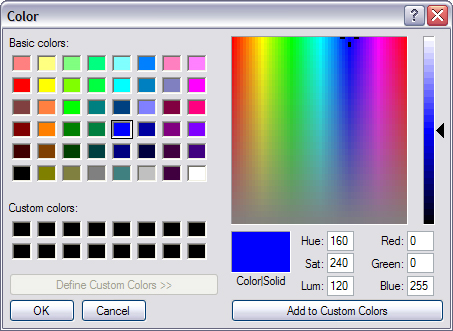 Color
Basic colors:
Custom colors:
Define Custom Colors >>
OK
Cancel
Color|Solid
Hue: 160
Sat: 240
Lum: 120
Red: 0
Green: 0
Blue: 255
Add to Custom Colors